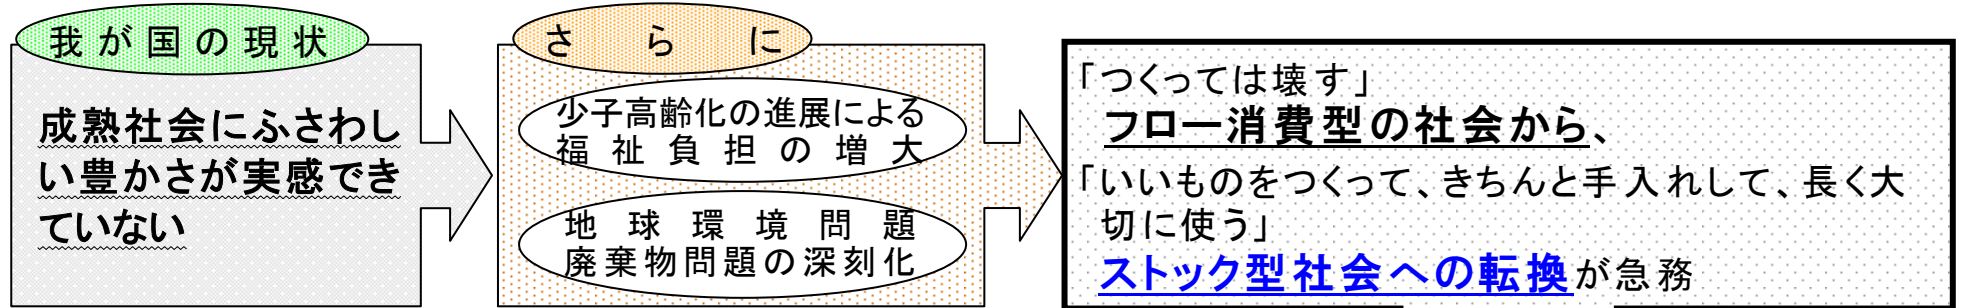 我が国の現状
成熟社会にふさわし
い豊かさが実感でき
ていない
さらに
少子高齢化の進展による
福祉負担の増大
地球環境問題
廃棄物問題の深刻化
「つくっては壊す」
フロー消費型の社会から、
「いいものをつくって、きちんと手入れして、長く大
切に使う」
ストック型社会への転換が急務